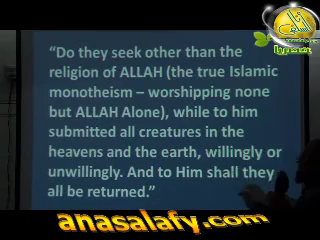 “Do they seek other than the
religion of ALLAH (the true Islamic
monotheism – worshipping none
but ALLAH Alone), while to him
submitted all creatures in the
heavens and the earth, willingly or
unwillingly. And to Him shall they
all be returned.”
anasalafy.com